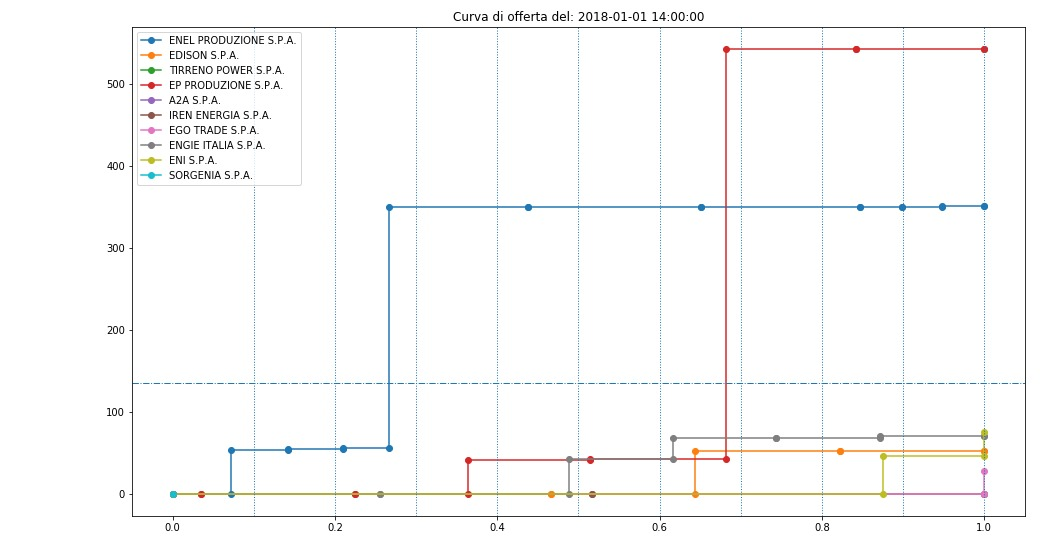 Curva di offerta del: 2018-01-01 14:00:00
ENEL PRODUZIONE S.P.A.
EDISON S.P.A.
TIRRENO POWER S.P.A.
EP PRODUZIONE S.P.A.
A2A S.P.A.
IREN ENERGIA S.P.A.
EGO TRADE S.P.A.
ENGIE ITALIA S.P.A.
ENI S.P.A.
SORGENIA S.P.A.
500
400
300
200
100
0
0.0 0.2 0.4 0.6 0.8 1.0